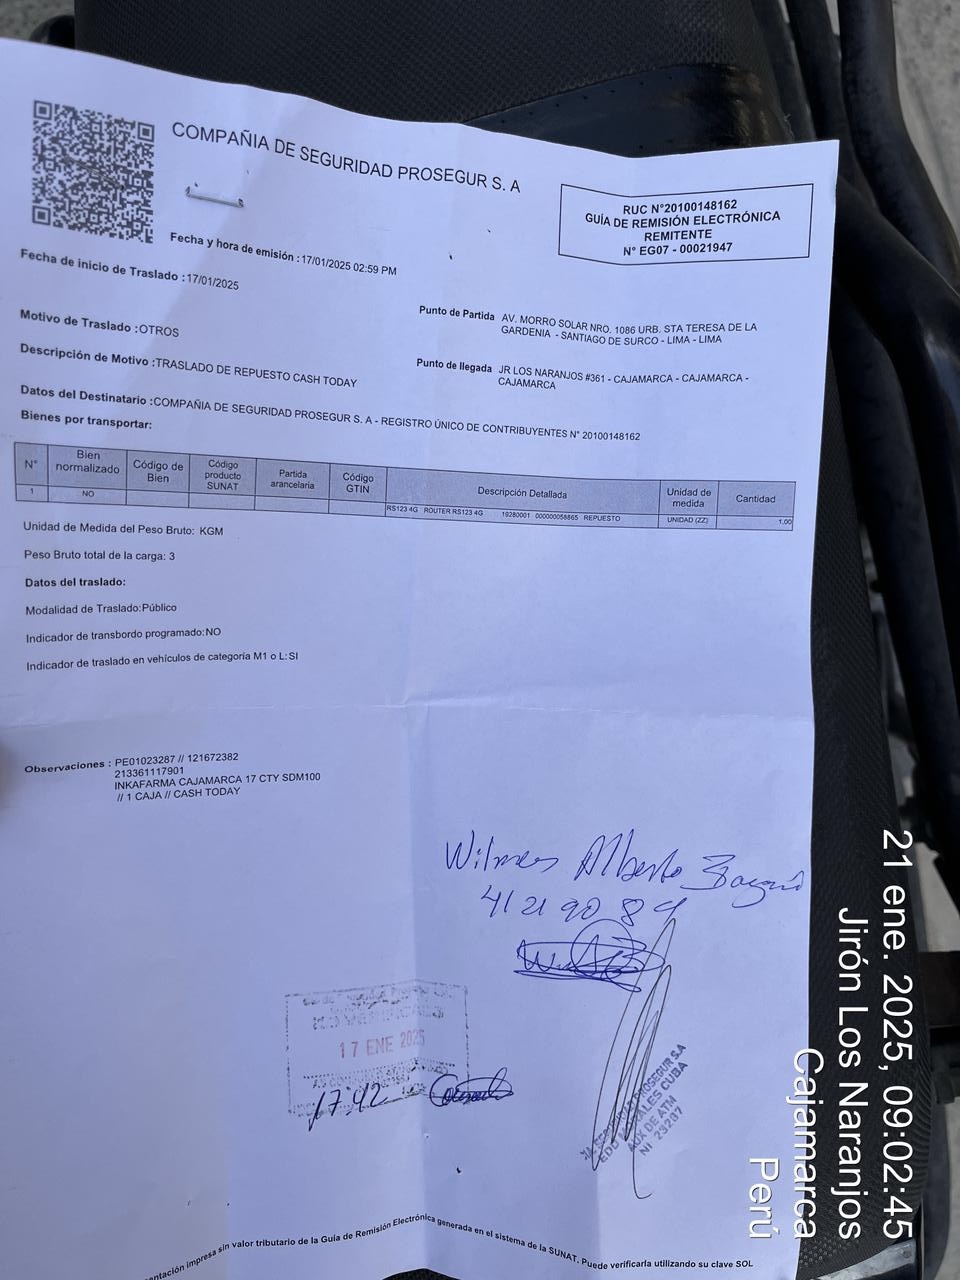 COMPAÑIA DE SEGURIDAD PROSEGUR S. A
RUC N°20100148162
GUÍA DE REMISIÓN ELECTRÓNICA
REMITENTE
N° EG07 - 00021947
Fecha y hora de emisión : 17/01/2025 02:59 PM
Fecha de inicio de Traslado : 17/01/2025
Punto de Partida AV. MORRO SOLAR NRO. 1086 URB. STA TERESA DE LA
GARDENIA - SANTIAGO DE SURCO - LIMA - LIMA
Motivo de Traslado : OTROS
Punto de llegada JR LOS NARANJOS #361 - CAJAMARCA - CAJAMARCA -
CAJAMARCA
Descripción de Motivo : TRASLADO DE REPUESTO CASH TODAY
Datos del Destinatario : COMPAÑIA DE SEGURIDAD PROSEGUR S. A - REGISTRO ÚNICO DE CONTRIBUYENTES N° 20100148162
Bienes por transportar:
N° Bien normalizado Código de Bien Código producto SUNAT Partida arancelaria Código GTIN Descripción Detallada Unidad de medida Cantidad
1 NO RS123 4G ROUTER RS123 4G 19280001 000000058865 REPUESTO UNIDAD (ZZ) 1.00
Unidad de Medida del Peso Bruto: KGM
Peso Bruto total de la carga: 3
Datos del traslado:
Modalidad de Traslado: Público
Indicador de transbordo programado: NO
Indicador de traslado en vehículos de categoría M1 o L: SI
Observaciones : PE01023287 // 121672382
213361117901
INKAFARMA CAJAMARCA 17 CTY SDM100
// 1 CAJA // CASH TODAY
Wilmer Alberto
41219089
17 ENE 2025
17:42
PROSEGUR S.A
CUBA
AUX DE ATM
NI 23287
representación impresa sin valor tributario de la Guía de Remisión Electrónica generada en el sistema de la SUNAT. Puede verificarla utilizando su clave SOL
21 ene. 2025, 09:02:45
Jirón Los Naranjos
Cajamarca
Perú